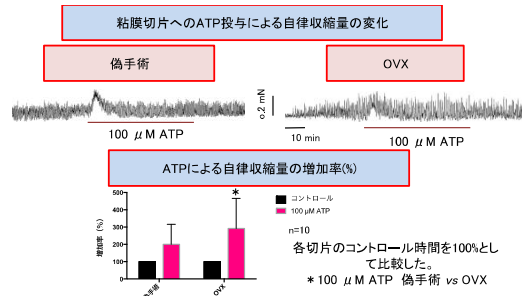 粘膜切片へのATP投与による自律収縮量の変化
偽手術
OVX
0.2 mN
10 min
100 μM ATP
100 μM ATP
ATPによる自律収縮量の増加率(%)
増加率 (%)
500
400
300
200
100
0
*
偽手術
OVX
コントロール
100 μM ATP
n=10
各切片のコントロール時間を100%とし
て比較した。
* 100 μM ATP 偽手術 vs OVX